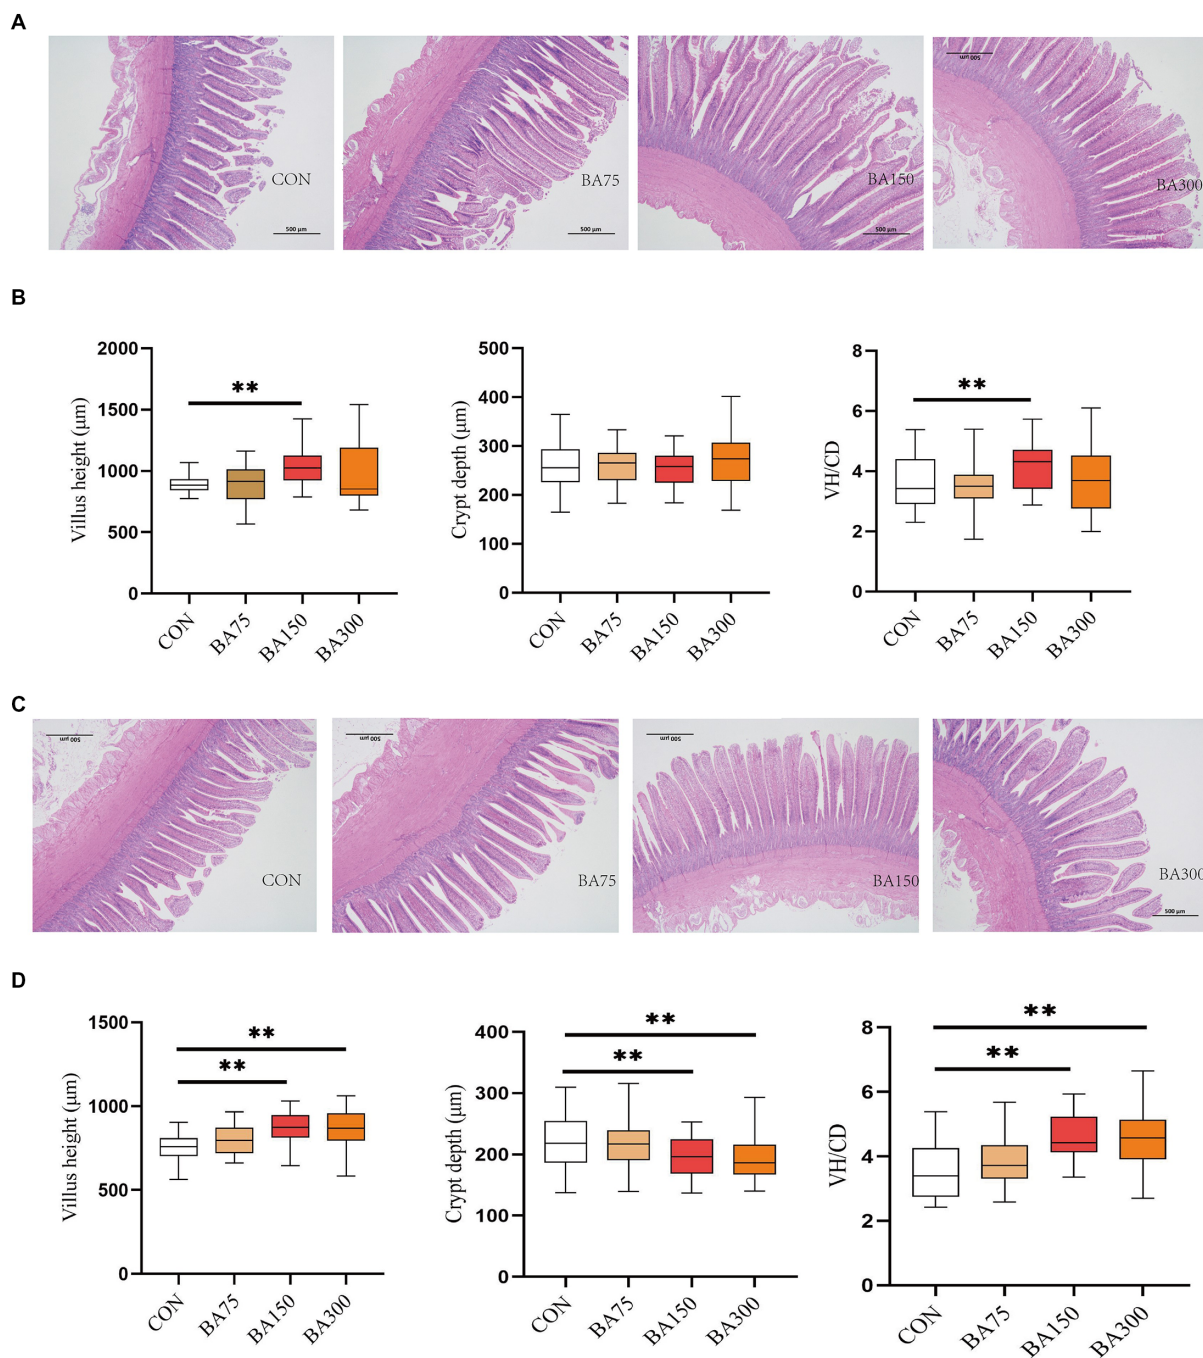 A
CON
500 µm
BA75
500 µm
BA150
500 µm
500 µm
BA300
B
Villus height (µm)
2000
1500
1000
500
0
**
CON
BA75
BA150
BA300
Crypt depth (µm)
500
400
300
200
100
0
CON
BA75
BA150
BA300
VH/CD
8
6
4
2
0
**
CON
BA75
BA150
BA300
C
500 µm
CON
500 µm
BA75
500 µm
BA150
BA300
500 µm
D
Villus height (µm)
1500
1000
500
0
**
**
CON
BA75
BA150
BA300
Crypt depth (µm)
400
300
200
100
0
**
**
CON
BA75
BA150
BA300
VH/CD
8
6
4
2
0
**
**
CON
BA75
BA150
BA300